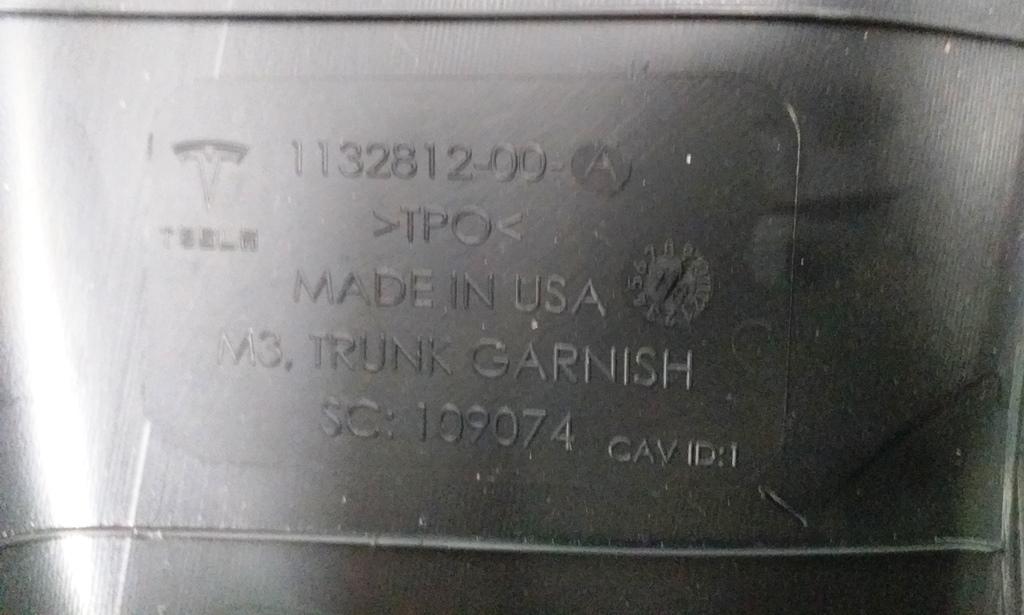 1132812-00-A
TESLA
>TPO<
MADE IN USA
M3, TRUNK GARNISH
SC: 109074
CAV ID:1